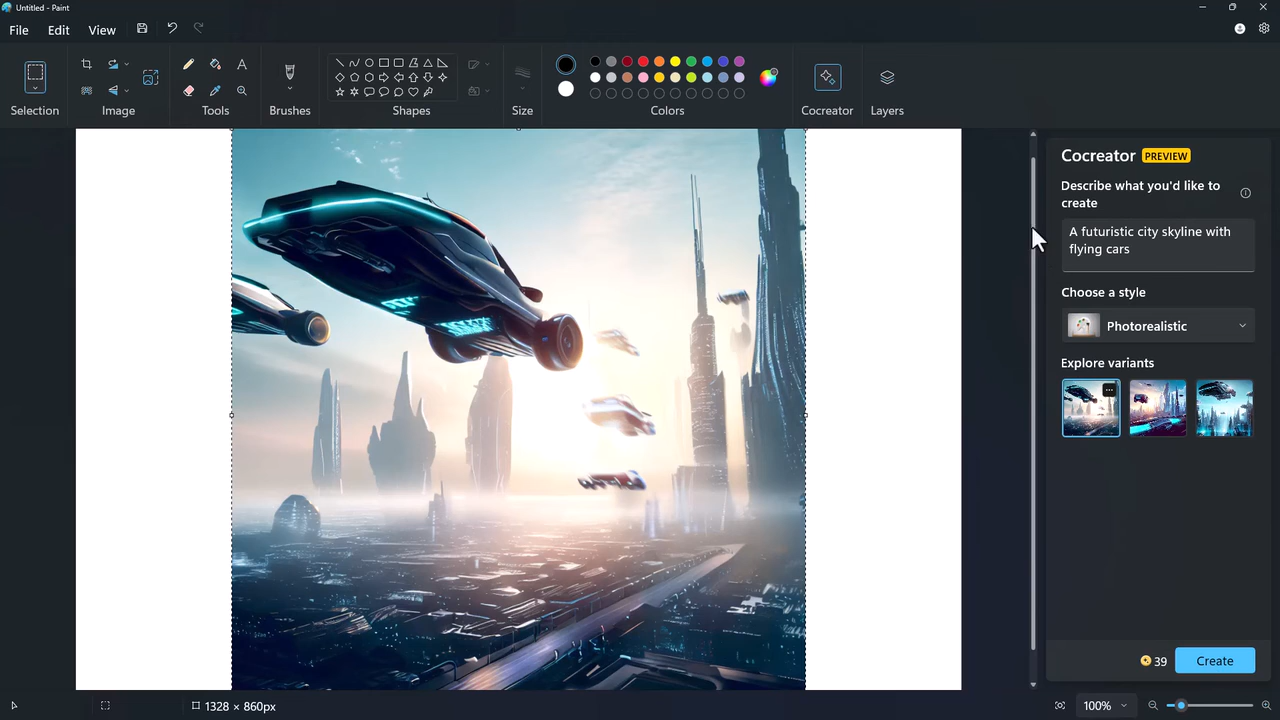 Untitled - Paint
File Edit View
Selection
Image
Tools
Brushes
Shapes
Size
Colors
Cocreator
Layers
Cocreator PREVIEW
Describe what you'd like to
create
A futuristic city skyline with
flying cars
Choose a style
Photorealistic
Explore variants
39 Create
1328 × 860px
100%